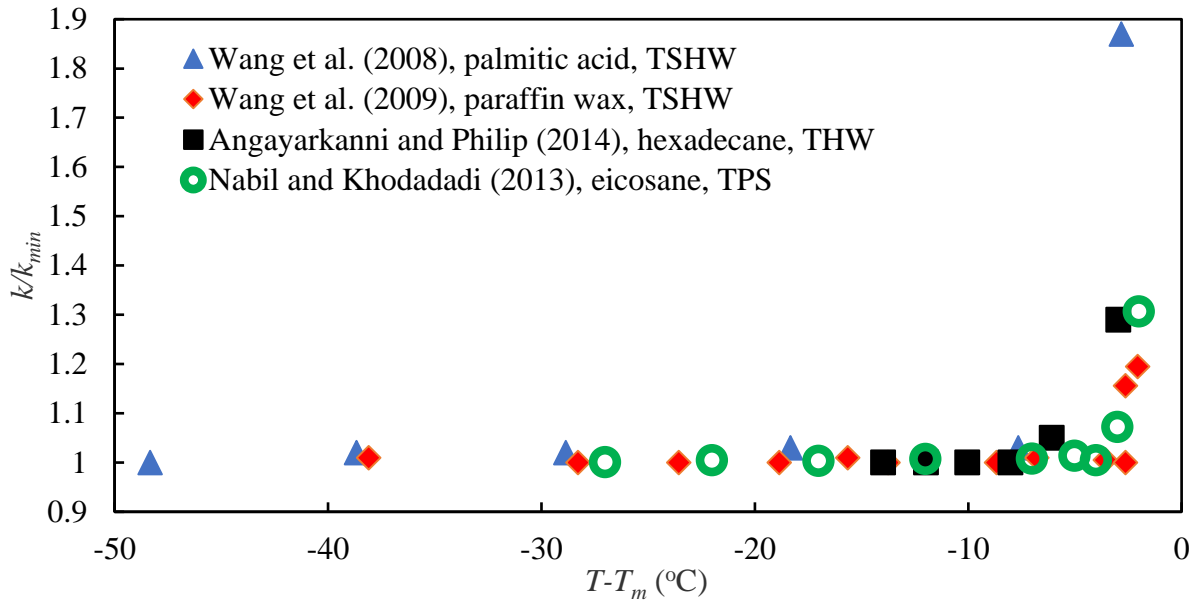 1.9
1.8
1.7
1.6
1.5
1.4
1.3
1.2
1.1
1
0.9
k/kmin
Wang et al. (2008), palmitic acid, TSHW
Wang et al. (2009), paraffin wax, TSHW
Angayarkanni and Philip (2014), hexadecane, THW
Nabil and Khodadadi (2013), eicosane, TPS
-50 -40 -30 -20 -10 0
T-Tm (°C)